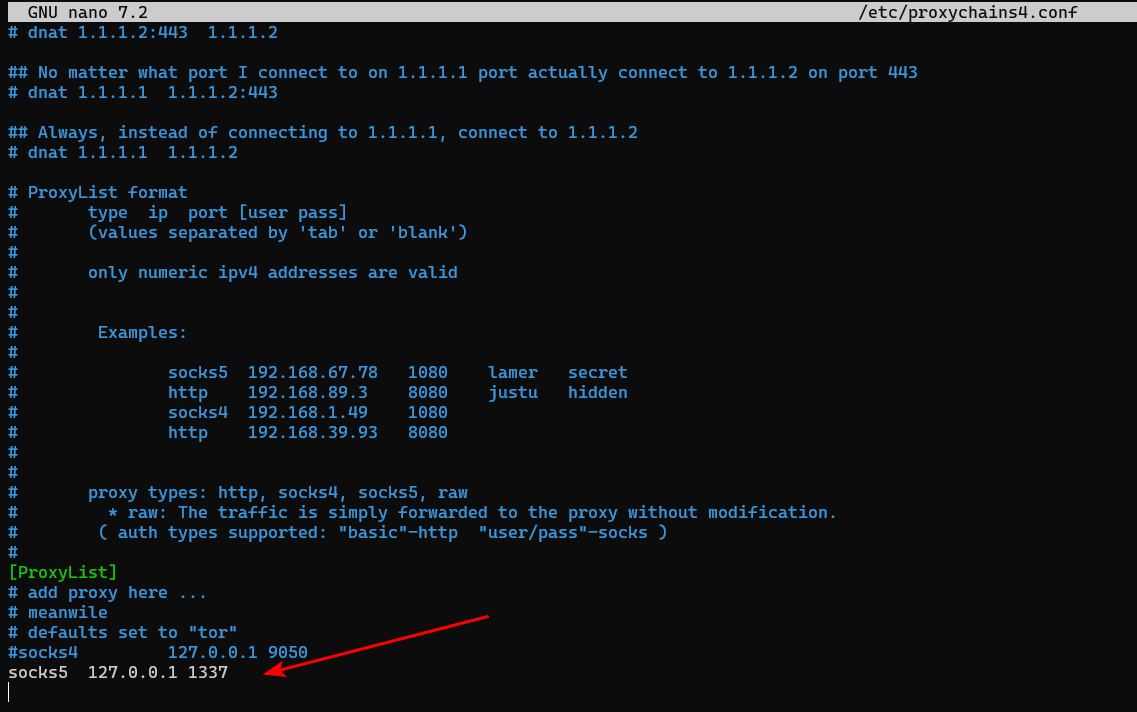 GNU nano 7.2 /etc/proxychains4.conf
# dnat 1.1.1.2:443  1.1.1.2
## No matter what port I connect to on 1.1.1.1 port actually connect to 1.1.1.2 on port 443
# dnat 1.1.1.1  1.1.1.2:443
## Always, instead of connecting to 1.1.1.1, connect to 1.1.1.2
# dnat 1.1.1.1  1.1.1.2
# ProxyList format
#       type  ip  port [user pass]
#       (values separated by 'tab' or 'blank')
#
#       only numeric ipv4 addresses are valid
#
#
#        Examples:
#
#               socks5  192.168.67.78   1080    lamer   secret
#               http    192.168.89.3    8080    justu   hidden
#               socks4  192.168.1.49    1080
#               http    192.168.39.93   8080
#
#
#       proxy types: http, socks4, socks5, raw
#         * raw: The traffic is simply forwarded to the proxy without modification.
#        ( auth types supported: "basic"-http  "user/pass"-socks )
#
[ProxyList]
# add proxy here ...
# meanwile
# defaults set to "tor"
#socks4         127.0.0.1 9050
socks5  127.0.0.1 1337